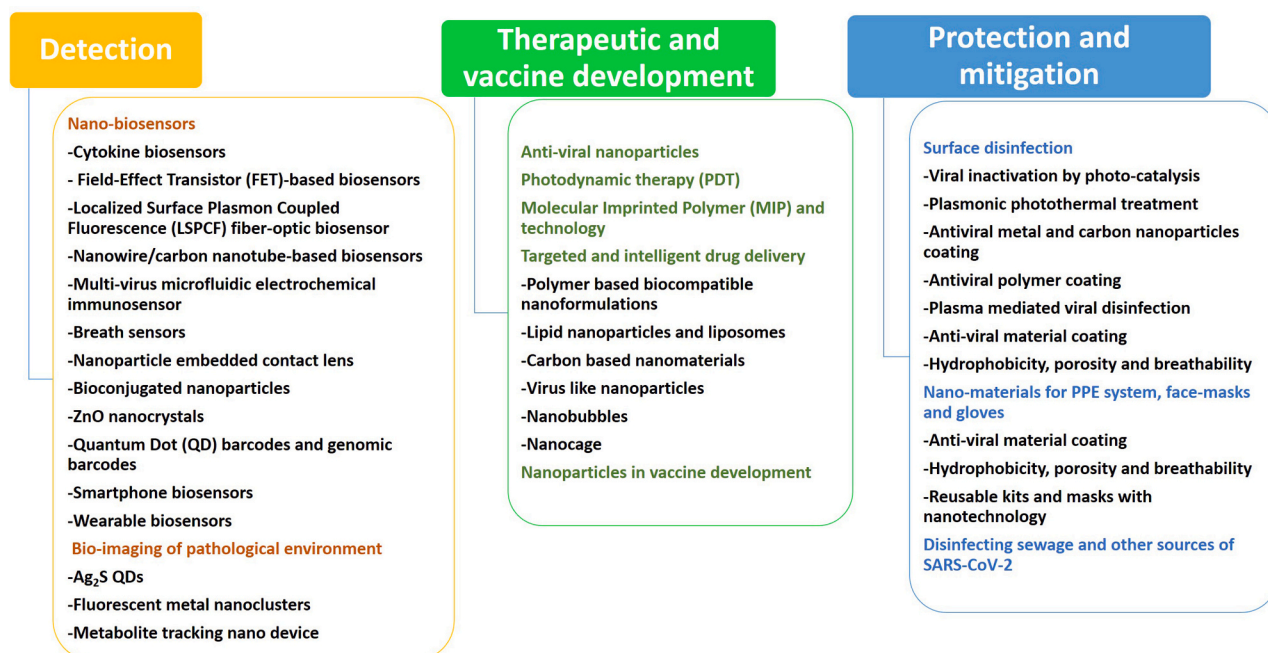 Detection
Nano-biosensors
-Cytokine biosensors
- Field-Effect Transistor (FET)-based biosensors
-Localized Surface Plasmon Coupled
Fluorescence (LSPCF) fiber-optic biosensor
-Nanowire/carbon nanotube-based biosensors
-Multi-virus microfluidic electrochemical
immunosensor
-Breath sensors
-Nanoparticle embedded contact lens
-Bioconjugated nanoparticles
-ZnO nanocrystals
-Quantum Dot (QD) barcodes and genomic
barcodes
-Smartphone biosensors
-Wearable biosensors
Bio-imaging of pathological environment
-Ag₂S QDs
-Fluorescent metal nanoclusters
-Metabolite tracking nano device
Therapeutic and
vaccine development
Anti-viral nanoparticles
Photodynamic therapy (PDT)
Molecular Imprinted Polymer (MIP) and
technology
Targeted and intelligent drug delivery
-Polymer based biocompatible
nanoformulations
-Lipid nanoparticles and liposomes
-Carbon based nanomaterials
-Virus like nanoparticles
-Nanobubbles
-Nanocage
Nanoparticles in vaccine development
Protection and
mitigation
Surface disinfection
-Viral inactivation by photo-catalysis
-Plasmonic photothermal treatment
-Antiviral metal and carbon nanoparticles
coating
-Antiviral polymer coating
-Plasma mediated viral disinfection
-Anti-viral material coating
-Hydrophobicity, porosity and breathability
Nano-materials for PPE system, face-masks
and gloves
-Anti-viral material coating
-Hydrophobicity, porosity and breathability
-Reusable kits and masks with
nanotechnology
Disinfecting sewage and other sources of
SARS-CoV-2